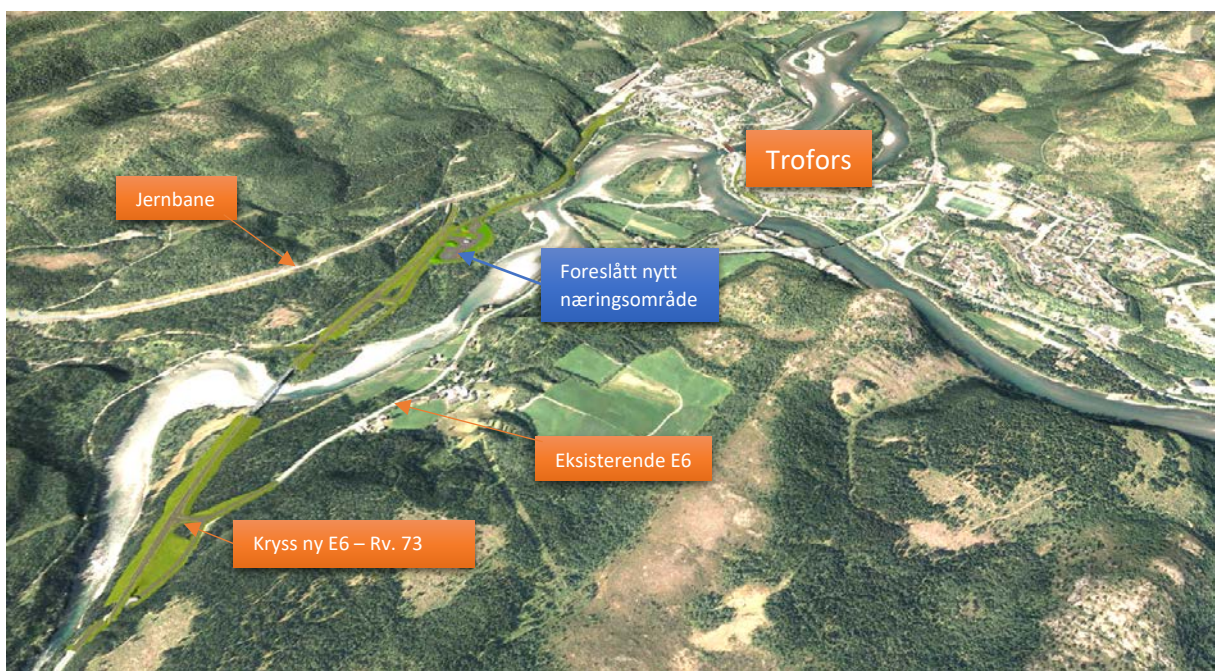 Trofors
Jernbane
Foreslått nytt
næringsområde
Eksisterende E6
Kryss ny E6 – Rv. 73